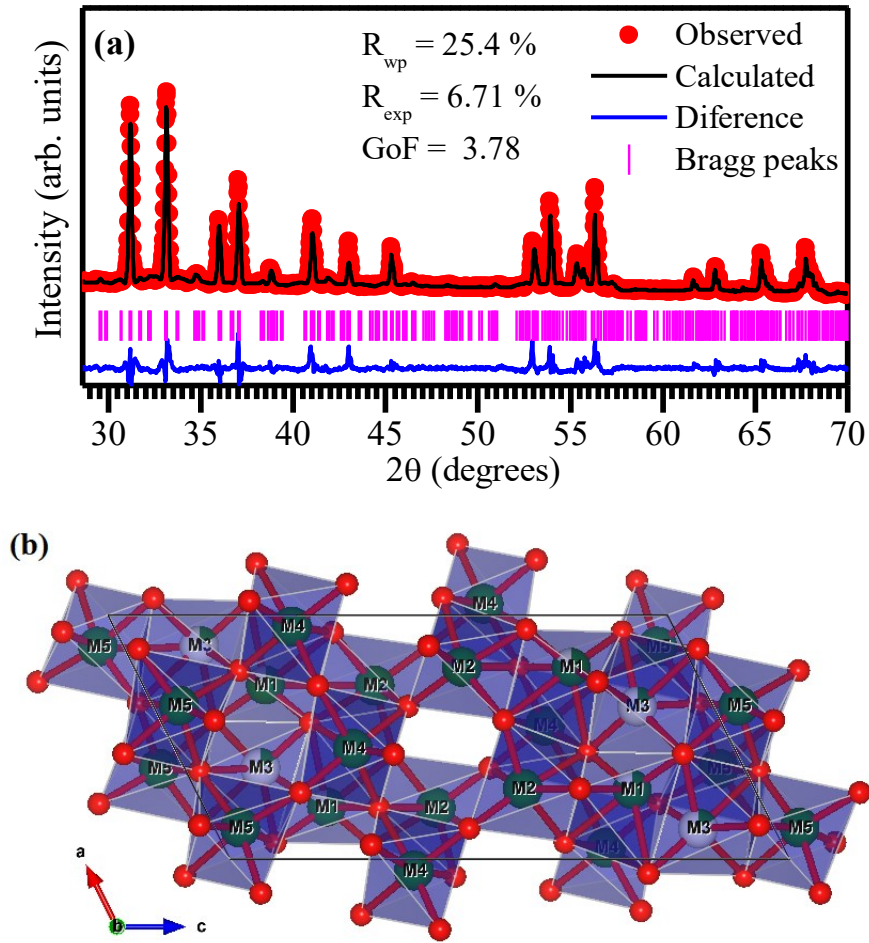 (a)
R_wp = 25.4 %
R_exp = 6.71 %
GoF = 3.78
Observed
Calculated
Diference
Bragg peaks
Intensity (arb. units)
30 35 40 45 50 55 60 65 70
2θ (degrees)
(b)
M4
M4
M5 M3 M3
M1 M2 M2 M1
M5 M3 M5
M4 M4
M5 M3 M5
M1 M2 M2 M1
M5 M3 M5
M4 M4
a
b c